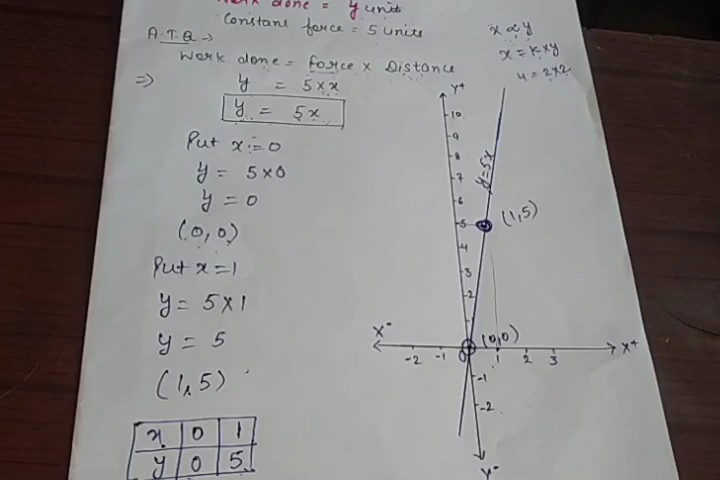 Work done = y units
Constant force = 5 units
A.T.Q →
Work done = force × Distance
⇒ y = 5×x
y = 5x
Put x = 0
y = 5×0
y = 0
(0,0)
Put x = 1
y = 5×1
y = 5
(1,5)
x 0 1
y 0 5
x ∝ y
x = k×y
4 = 2×2
Y+
10
9
8
7
6
5
4
3
2
1
y=5x
(1,5)
(0,0)
X-
-2 -1 0 1 2 3
X+
-1
-2
Y-